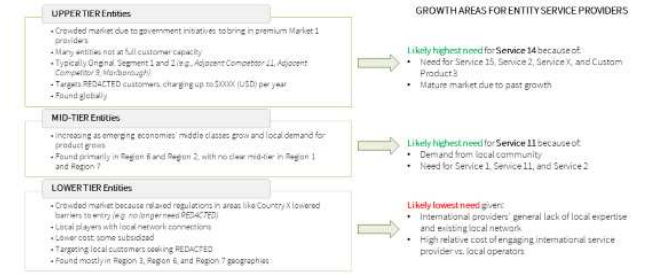 UPPER TIER Entities
• Crowded market due to government initiatives to bring in premium Market 1
providers
• Many entities not at full customer capacity
• Typically Original, Segment 1 and 2 (e.g., Adjacent Competitor 11, Adjacent
Competitor 9, Marlborough)
• Targets REDACTED customers, charging up to $XXXX (USD) per year
• Found globally
MID-TIER Entities
• Increasing as emerging economies' middle classes grow and local demand for
product grows
• Found primarily in Region 6 and Region 2, with no clear mid-tier in Region 1
and Region 7
LOWER TIER Entities
• Crowded market because relaxed regulations in areas like Country X lowered
barriers to entry (e.g. no longer need REDACTED)
• Local players with local network connections
• Lower cost; some subsidized
• Targeting local customers seeking REDACTED
• Found mostly in Region 3, Region 6, and Region 7 geographies
GROWTH AREAS FOR ENTITY SERVICE PROVIDERS
Likely highest need for Service 14 because of:
• Need for Service 15, Service 2, Service X, and Custom
Product 3
• Mature market due to past growth
Likely highest need for Service 11 because of:
• Demand from local community
• Need for Service 1, Service 11, and Service 2
Likely lowest need given:
• International providers' general lack of local expertise
and existing local network
• High relative cost of engaging international service
provider vs. local operators